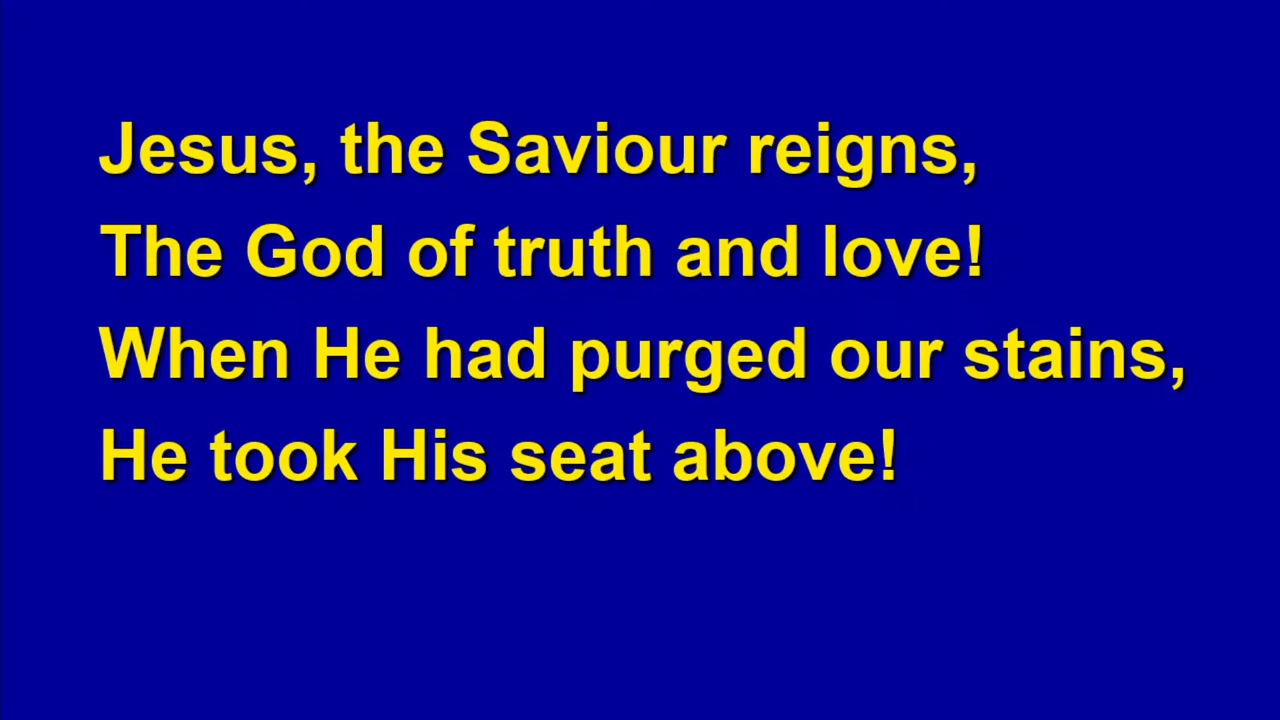 Jesus, the Saviour reigns,
The God of truth and love!
When He had purged our stains,
He took His seat above!